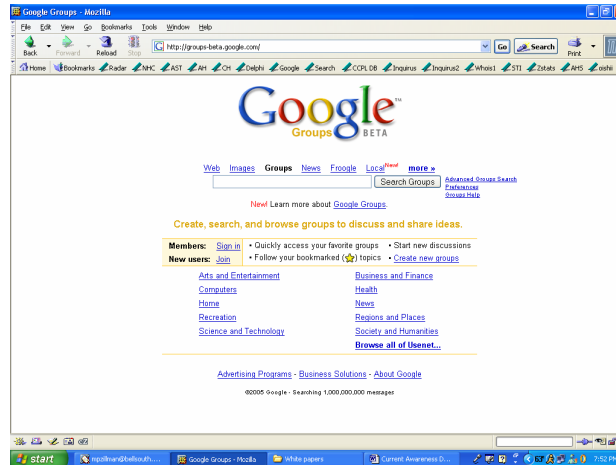 Google Groups - Mozilla
File Edit View Go Bookmarks Tools Window Help
Back Forward Reload Stop http://groups-beta.google.com/ Go Search Print
Home Bookmarks Radar NHC AST AH CH Delphi Google Search CCPL DB Inquirus Inquirus2 Whois1 STI Zstats AHS oishii
Google™
Groups BETA
Web Images Groups News Froogle Local New! more »
Search Groups
Advanced Groups Search
Preferences
Groups Help
New! Learn more about Google Groups.
Create, search, and browse groups to discuss and share ideas.
Members: Sign in • Quickly access your favorite groups • Start new discussions
New users: Join • Follow your bookmarked ( ) topics • Create new groups
Arts and Entertainment Business and Finance
Computers Health
Home News
Recreation Regions and Places
Science and Technology Society and Humanities
Browse all of Usenet...
Advertising Programs - Business Solutions - About Google
©2005 Google - Searching 1,000,000,000 messages
start mpzillman@bellsouth.... Google Groups - Mozilla White papers Current Awareness D... 7:52 PM